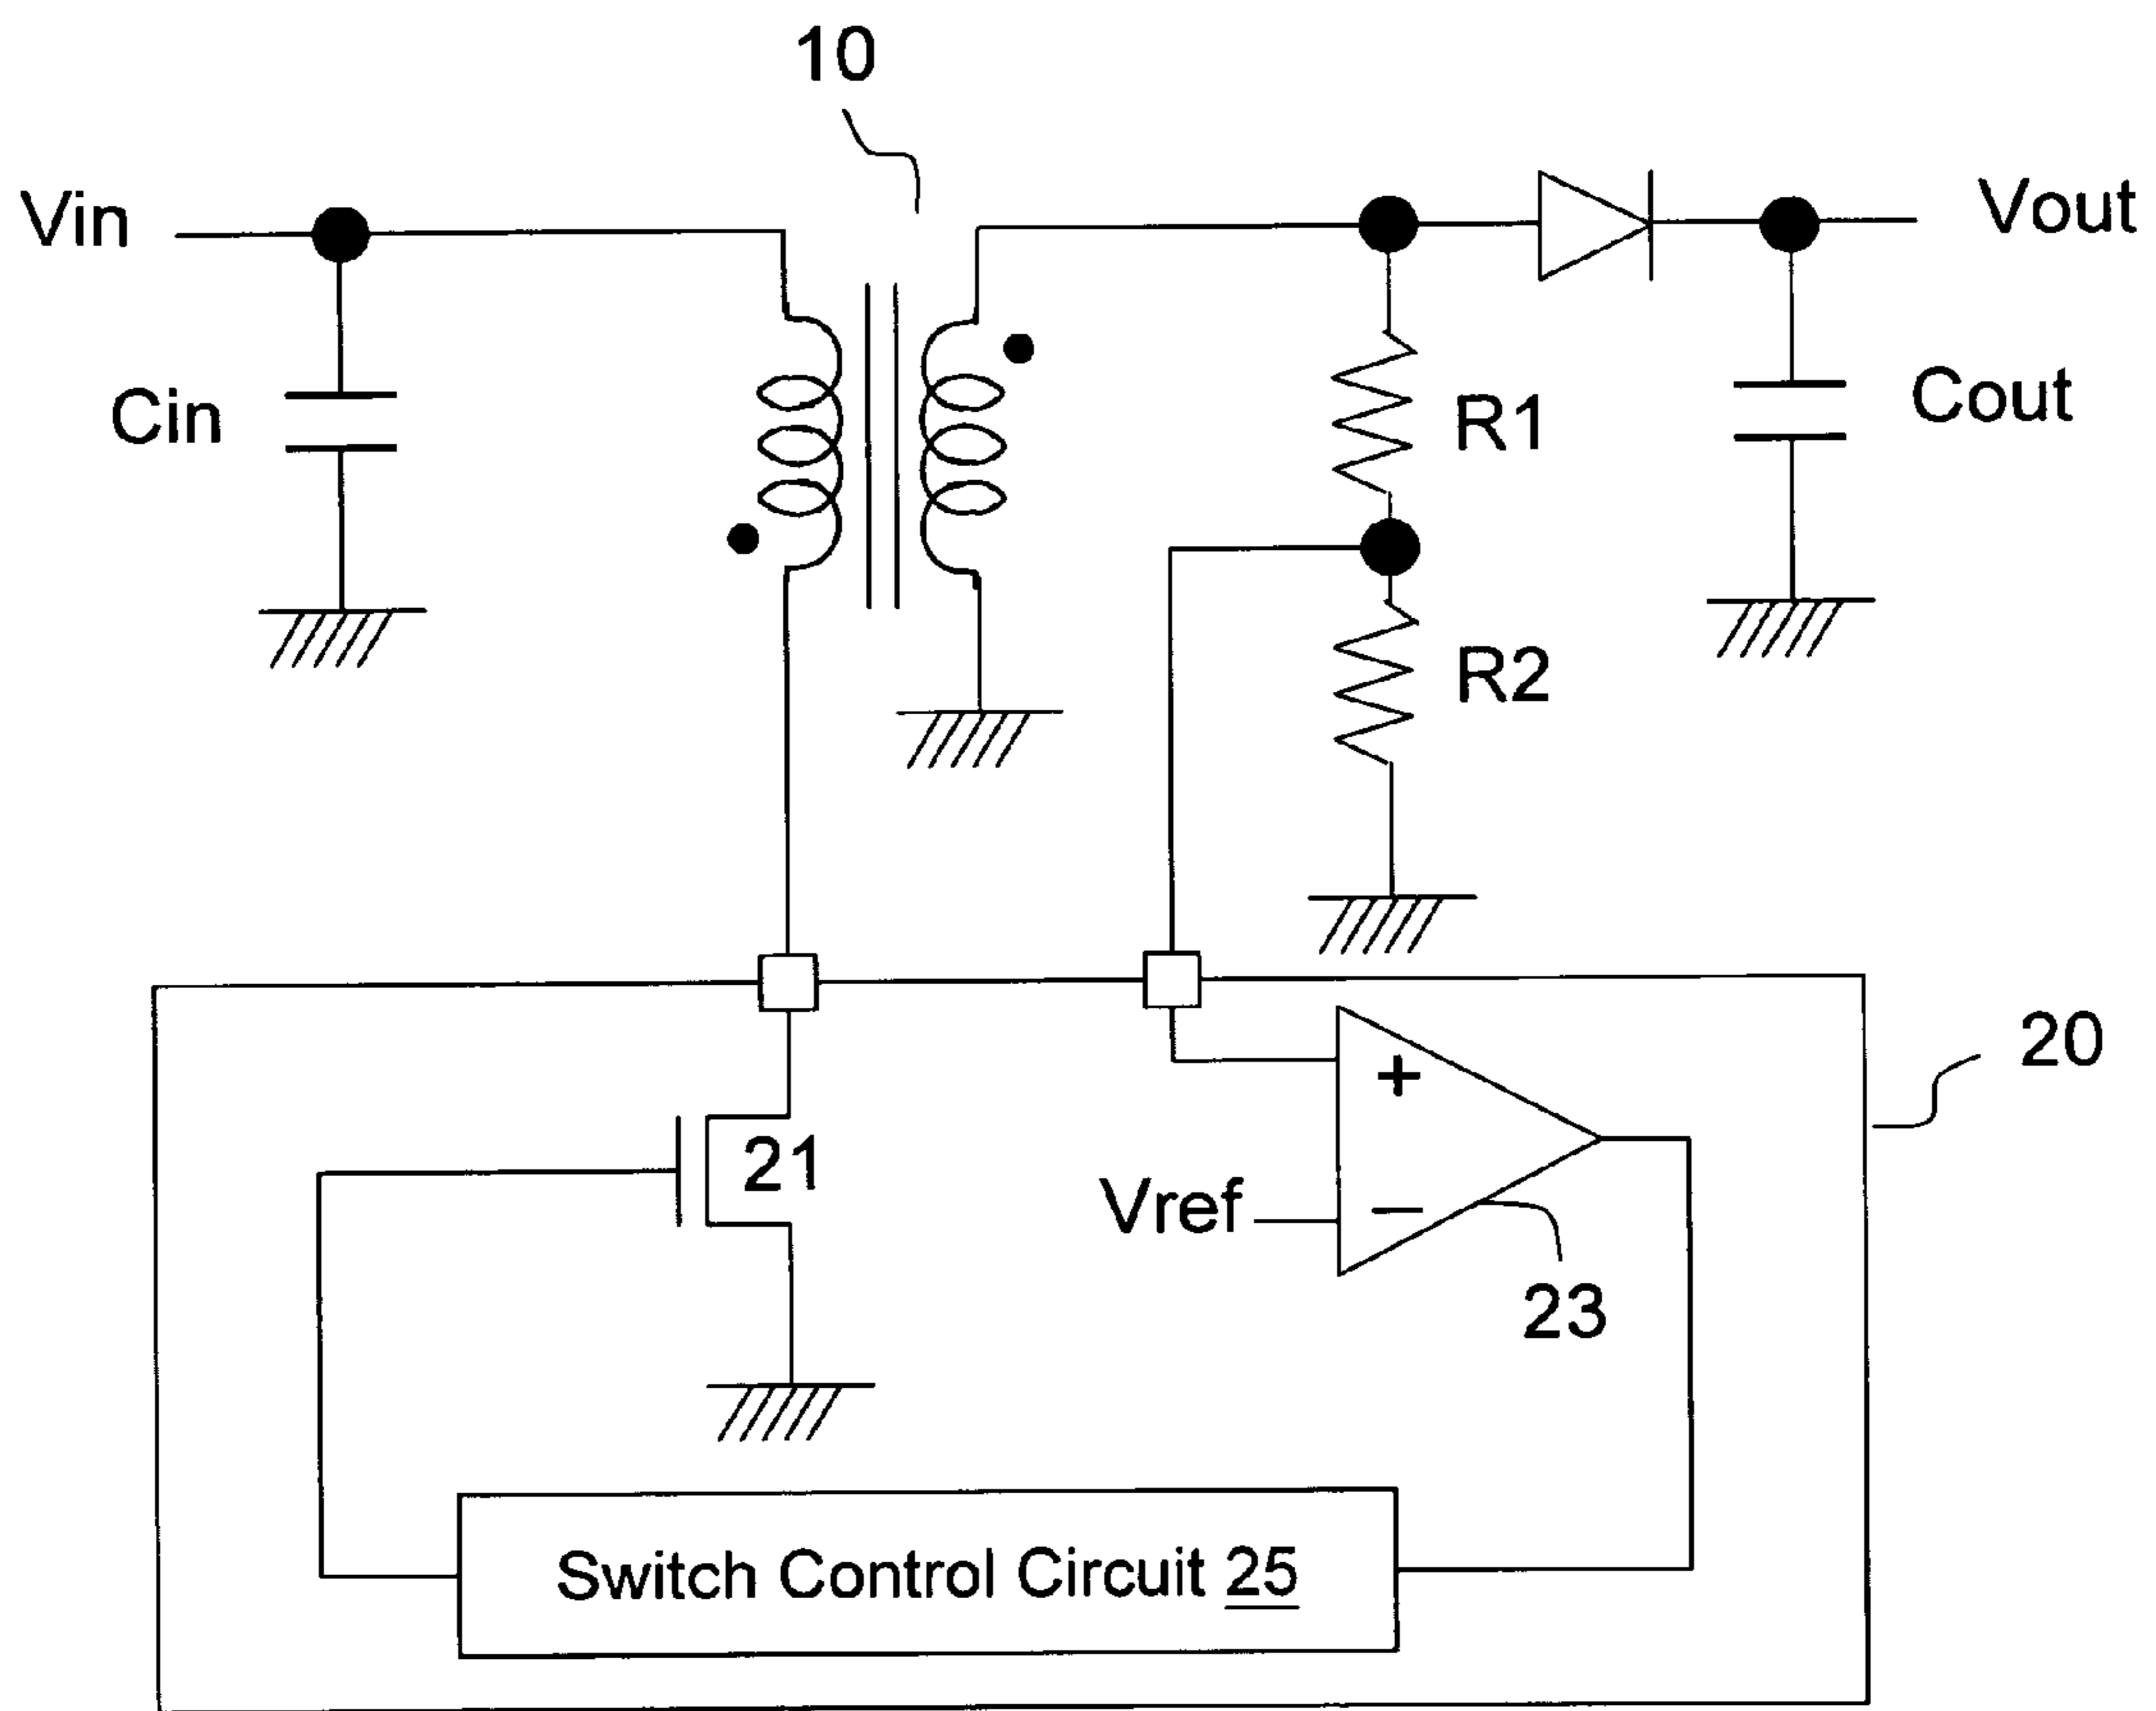 10
Vin
Vout
Cin
R1
Cout
R2
20
+
21
Vref
−
23
Switch Control Circuit 25